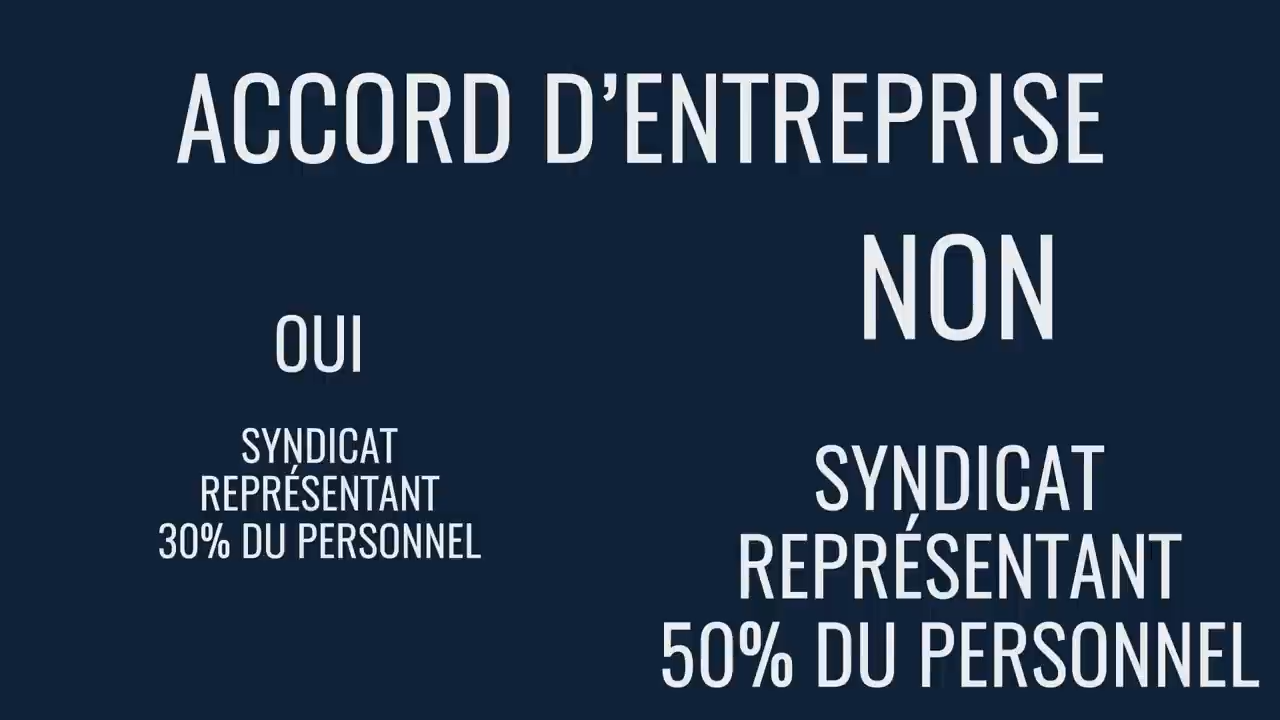 ACCORD D’ENTREPRISE
OUI
SYNDICAT
REPRÉSENTANT
30% DU PERSONNEL
NON
SYNDICAT
REPRÉSENTANT
50% DU PERSONNEL